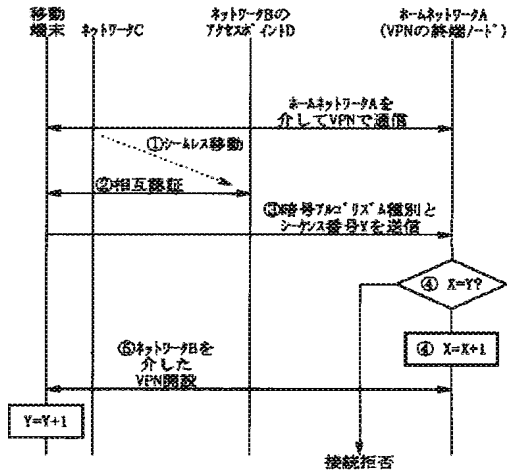 移動
端末
ネットワークC
ネットワークBの
アクセスポイントD
ホームネットワークA
(VPNの終端ノード)
ホームネットワークAを
介してVPNで通信
①シームレス移動
②相互認証
③暗号アルゴリズム種別と
シーケンス番号Yを送信
④ X=Y?
④ X=X+1
⑤ネットワークBを
介した
VPN開設
Y=Y+1
接続拒否